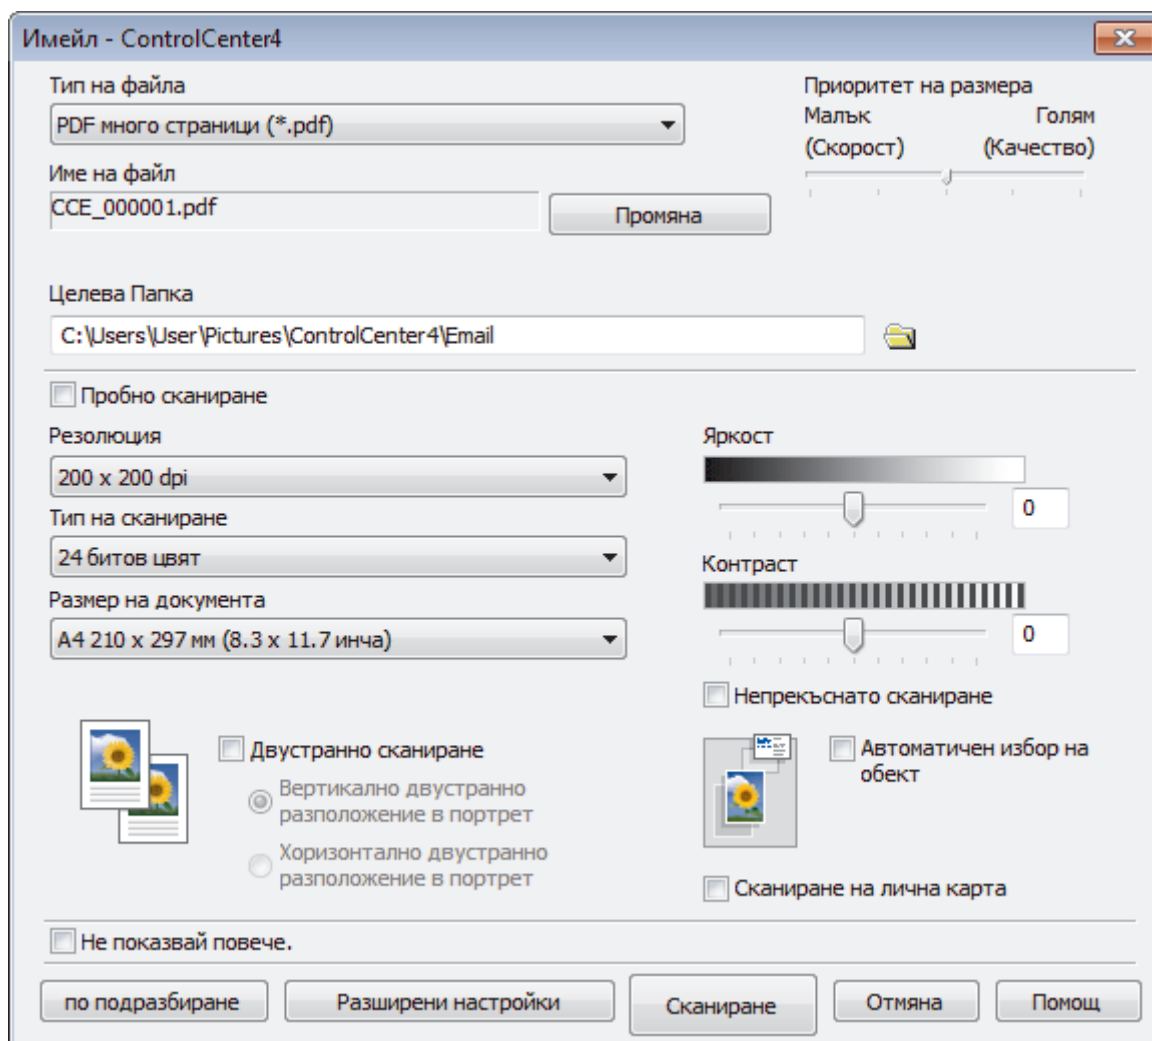 Имейл - ControlCenter4
Тип на файла
PDF много страници (*.pdf)
Име на файл
CCE_000001.pdf
Промяна
Приоритет на размера
Малък Голям
(Скорост) (Качество)
Целева Папка
C:\Users\User\Pictures\ControlCenter4\Email
Пробно сканиране
Резолюция
200 x 200 dpi
Тип на сканиране
24 битов цвят
Размер на документа
A4 210 x 297 мм (8.3 x 11.7 инча)
Яркост
0
Контраст
0
Непрекъснато сканиране
Двустранно сканиране
Вертикално двустранно
разположение в портрет
Хоризонтално двустранно
разположение в портрет
Автоматичен избор на
обект
Сканиране на лична карта
Не показвай повече.
по подразбиране
Разширени настройки
Сканиране
Отмяна
Помощ